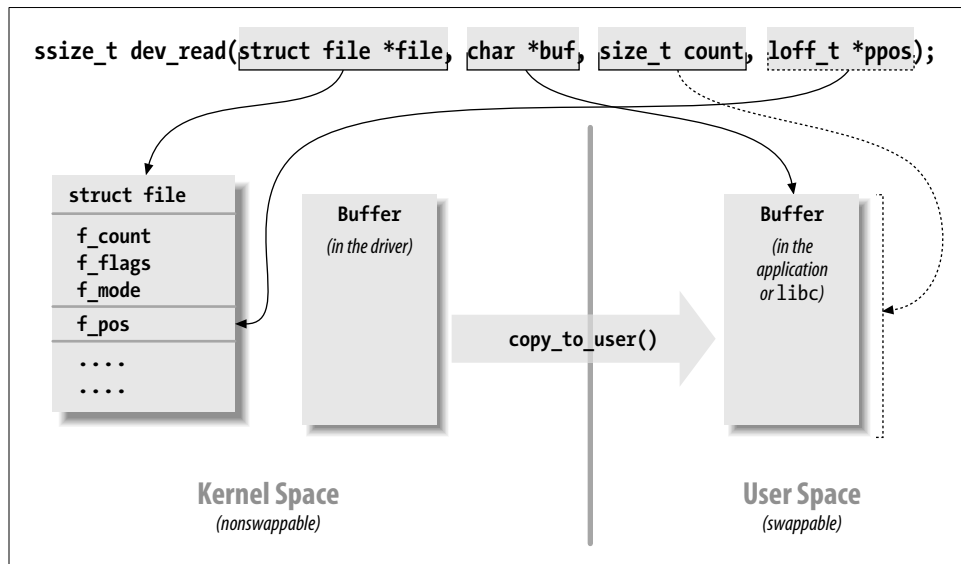 ssize_t dev_read(struct file *file, char *buf, size_t count, loff_t *ppos);
struct file
f_count
f_flags
f_mode
f_pos
....
....
Buffer
(in the driver)
copy_to_user()
Buffer
(in the
application
or libc)
Kernel Space
(nonswappable)
User Space
(swappable)